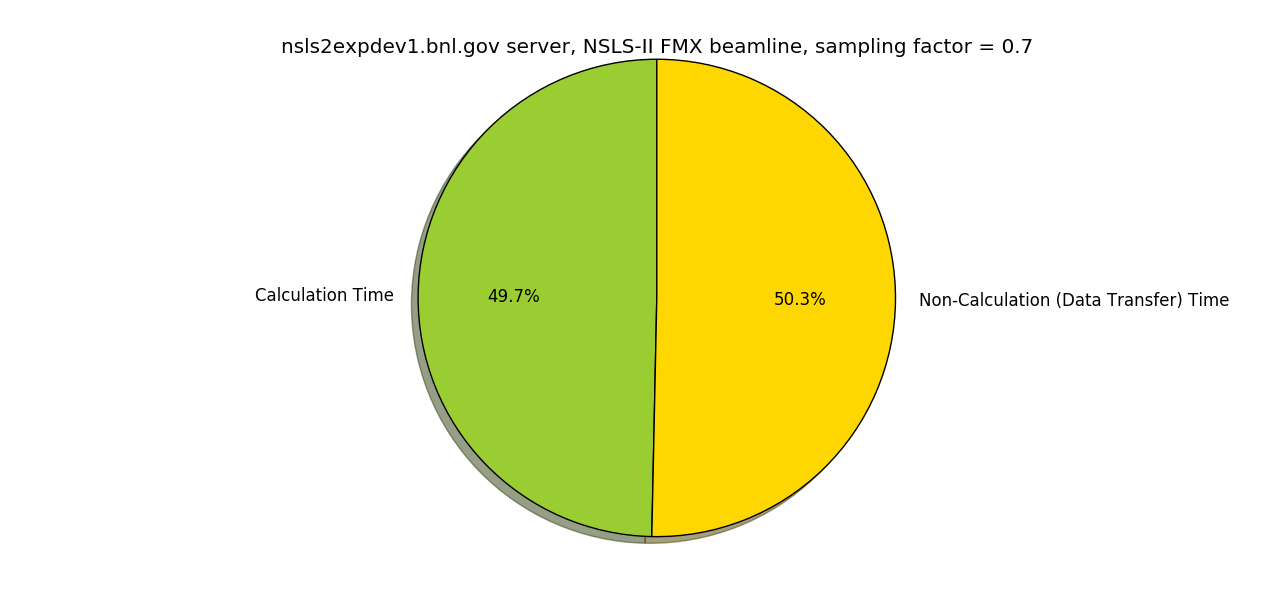 nsls2expdev1.bnl.gov server, NSLS-II FMX beamline, sampling factor = 0.7
Calculation Time
49.7%
50.3%
Non-Calculation (Data Transfer) Time